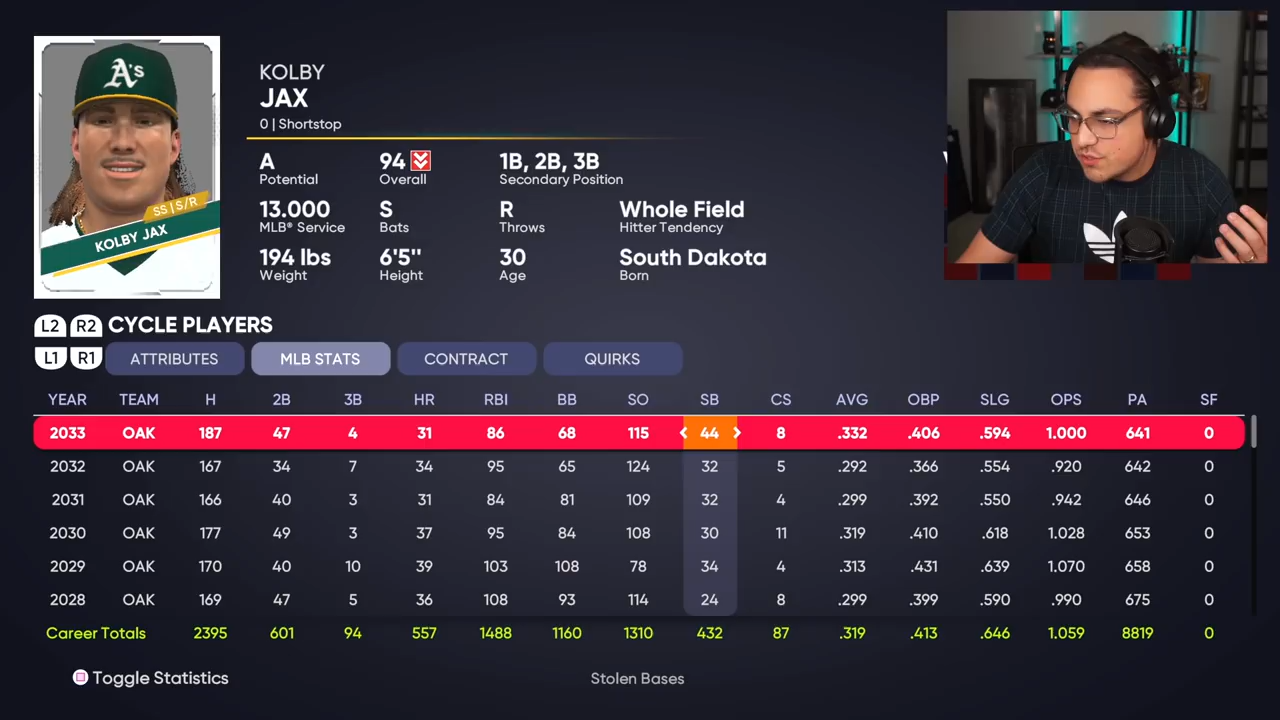 A's
SS | S/R
KOLBY JAX
KOLBY
JAX
0 | Shortstop
A 94 1B, 2B, 3B
Potential Overall Secondary Position
13.000 S R Whole Field
MLB® Service Bats Throws Hitter Tendency
194 lbs 6'5" 30 South Dakota
Weight Height Age Born
L2 R2 CYCLE PLAYERS
L1 R1 ATTRIBUTES MLB STATS CONTRACT QUIRKS
YEAR TEAM H 2B 3B HR RBI BB SO SB CS AVG OBP SLG OPS PA SF
2033 OAK 187 47 4 31 86 68 115 44 8 .332 .406 .594 1.000 641 0
2032 OAK 167 34 7 34 95 65 124 32 5 .292 .366 .554 .920 642 0
2031 OAK 166 40 3 31 84 81 109 32 4 .299 .392 .550 .942 646 0
2030 OAK 177 49 3 37 95 84 108 30 11 .319 .410 .618 1.028 653 0
2029 OAK 170 40 10 39 103 108 78 34 4 .313 .431 .639 1.070 658 0
2028 OAK 169 47 5 36 108 93 114 24 8 .299 .399 .590 .990 675 0
Career Totals 2395 601 94 557 1488 1160 1310 432 87 .319 .413 .646 1.059 8819 0
Toggle Statistics Stolen Bases